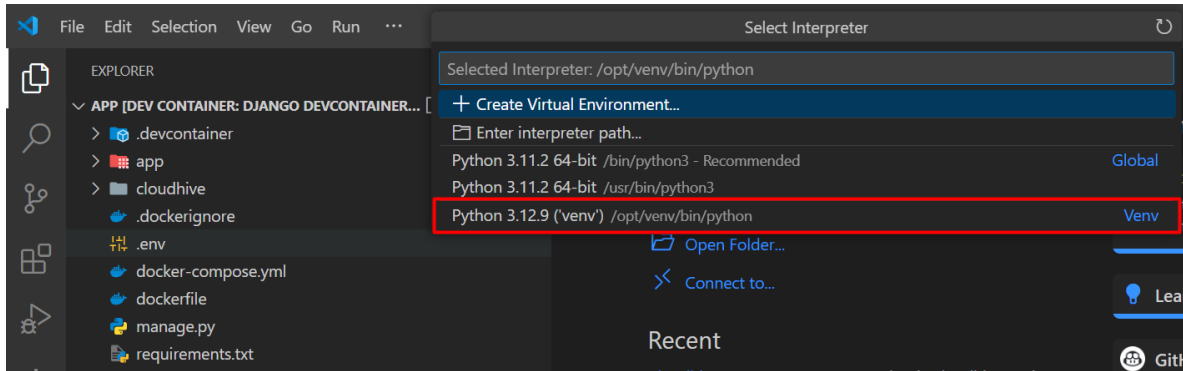 File Edit Selection View Go Run ···
Select Interpreter
EXPLORER
Selected Interpreter: /opt/venv/bin/python
APP [DEV CONTAINER: DJANGO DEVCONTAINER...
+ Create Virtual Environment...
Enter interpreter path...
Python 3.11.2 64-bit /bin/python3 - Recommended Global
Python 3.11.2 64-bit /usr/bin/python3
Python 3.12.9 ('venv') /opt/venv/bin/python Venv
.devcontainer
app
cloudhive
.dockerignore
.env
docker-compose.yml
dockerfile
manage.py
requirements.txt
Open Folder...
Connect to...
Recent
Lea
Git